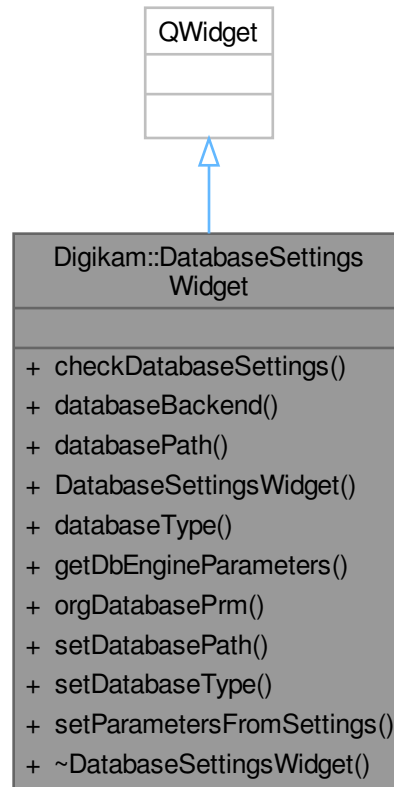 QWidget
Digikam::DatabaseSettings
Widget
+ checkDatabaseSettings()
+ databaseBackend()
+ databasePath()
+ DatabaseSettingsWidget()
+ databaseType()
+ getDbEngineParameters()
+ orgDatabasePrm()
+ setDatabasePath()
+ setDatabaseType()
+ setParametersFromSettings()
+ ~DatabaseSettingsWidget()